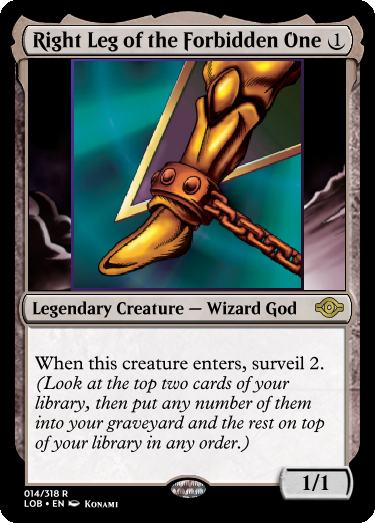 Right Leg of the Forbidden One 1
Legendary Creature — Wizard God
When this creature enters, surveil 2.
(Look at the top two cards of your
library, then put any number of them
into your graveyard and the rest on top
of your library in any order.)
1/1
014/318 R
LOB • EN Konami